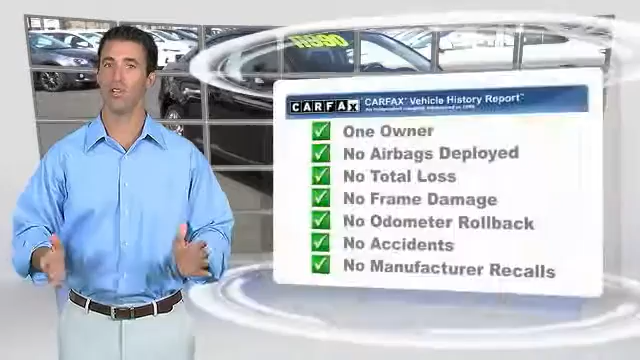 R550
CARFAX
CARFAX Vehicle History Report™
One Owner
No Airbags Deployed
No Total Loss
No Frame Damage
No Odometer Rollback
No Accidents
No Manufacturer Recalls